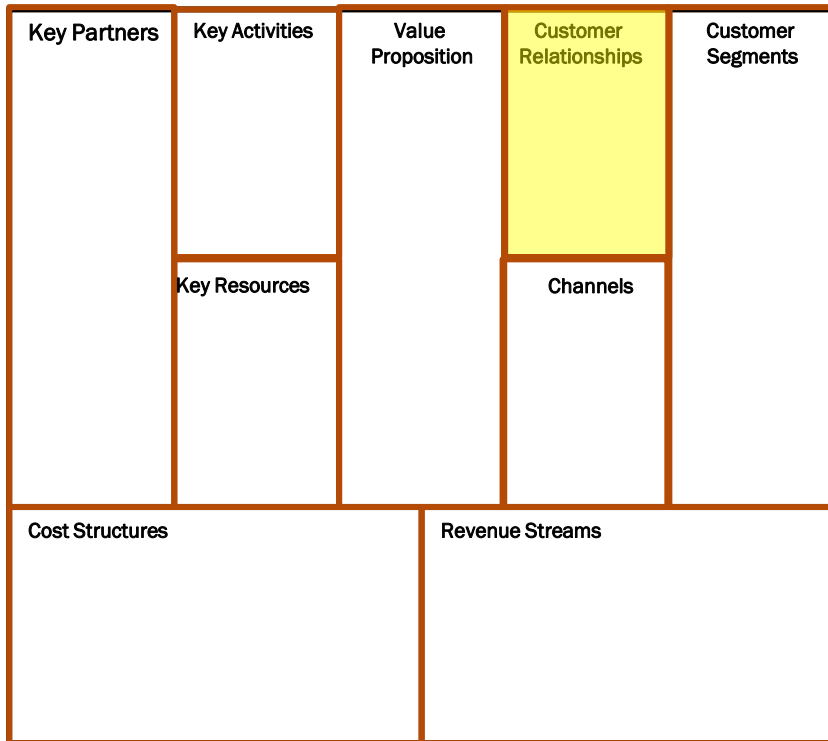 Key Partners
Key Activities
Value
Proposition
Customer
Relationships
Customer
Segments
Key Resources
Channels
Cost Structures
Revenue Streams